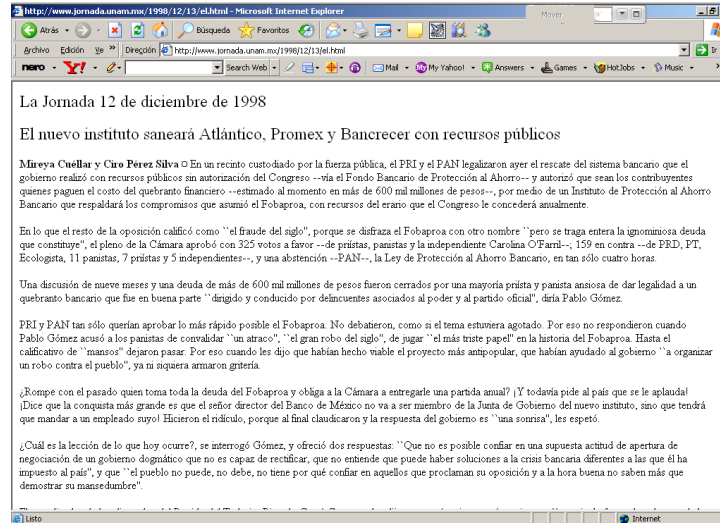 http://www.jornada.unam.mx/1998/12/13/el.html - Microsoft Internet Explorer
Mover
Atrás Búsqueda Favoritos
Archivo Edición Ver Dirección http://www.jornada.unam.mx/1998/12/13/el.html Ir
nero Y! Search Web Mail My Yahoo! Answers Games HotJobs Music
La Jornada 12 de diciembre de 1998
El nuevo instituto saneará Atlántico, Promex y Bancrecer con recursos públicos
Mireya Cuéllar y Ciro Pérez Silva ¤ En un recinto custodiado por la fuerza pública, el PRI y el PAN legalizaron ayer el rescate del sistema bancario que el
gobierno realizó con recursos públicos sin autorización del Congreso --vía el Fondo Bancario de Protección al Ahorro-- y autorizó que sean los contribuyentes
quienes paguen el costo del quebranto financiero --estimado al momento en más de 600 mil millones de pesos--, por medio de un Instituto de Protección al Ahorro
Bancario que respaldará los compromisos que asumió el Fobaproa, con recursos del erario que el Congreso le concederá anualmente.
En lo que el resto de la oposición calificó como ``el fraude del siglo'', porque se disfraza el Fobaproa con otro nombre ``pero se traga entera la ignominiosa deuda
que constituye'', el pleno de la Cámara aprobó con 325 votos a favor --de priístas, panistas y la independiente Carolina O'Farril--; 159 en contra --de PRD, PT,
Ecologista, 11 panistas, 7 priístas y 5 independientes--, y una abstención --PAN--, la Ley de Protección al Ahorro Bancario, en tan sólo cuatro horas.
Una discusión de nueve meses y una deuda de más de 600 mil millones de pesos fueron cerrados por una mayoría priísta y panista ansiosa de dar legalidad a un
quebranto bancario que fue en buena parte ``dirigido y conducido por delincuentes asociados al poder y al partido oficial'', diría Pablo Gómez.
PRI y PAN tan sólo querían aprobar lo más rápido posible el Fobaproa. No debatieron, como si el tema estuviera agotado. Por eso no respondieron cuando
Pablo Gómez acusó a los panistas de convalidar ``un atraco'', ``el gran robo del siglo'', de jugar ``el más triste papel'' en la historia del Fobaproa. Hasta el
calificativo de ``mansos'' dejaron pasar. Por eso cuando les dijo que habían hecho viable el proyecto más antipopular, que habían ayudado al gobierno ``a organizar
un robo contra el pueblo'', ya ni siquiera armaron gritería.
¿Rompe con el pasado quien toma toda la deuda del Fobaproa y obliga a la Cámara a entregarle una partida anual? ¡Y todavía pide al país que se le aplauda!
¡Dice que la conquista más grande es que el señor director del Banco de México no va a ser miembro de la Junta de Gobierno del nuevo instituto, sino que tendrá
que mandar a un empleado suyo! Hicieron el ridículo, porque al final claudicaron y la respuesta del gobierno es ``una sonrisa'', les espetó.
¿Cuál es la lección de lo que hoy ocurre?, se interrogó Gómez, y ofreció dos respuestas: ``Que no es posible confiar en una supuesta actitud de apertura de
negociación de un gobierno dogmático que no es capaz de rectificar, que no entiende que puede haber soluciones a la crisis bancaria diferentes a las que él ha
impuesto al país'', y que ``el pueblo no puede, no debe, no tiene por qué confiar en aquellos que proclaman su oposición y a la hora buena no saben más que
demostrar su mansedumbre''.
Listo Internet